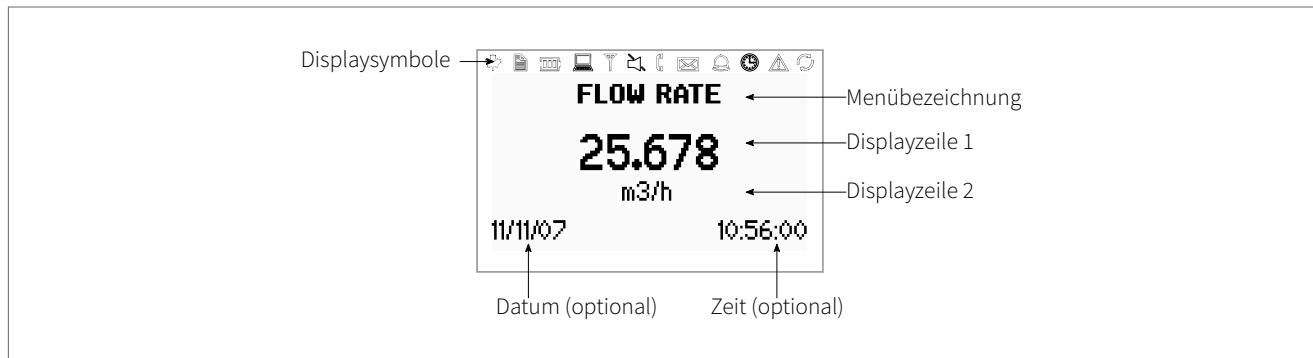 Displaysymbole
FLOW RATE
Menübezeichnung
25.678
Displayzeile 1
m3/h
Displayzeile 2
11/11/07
10:56:00
Datum (optional)
Zeit (optional)